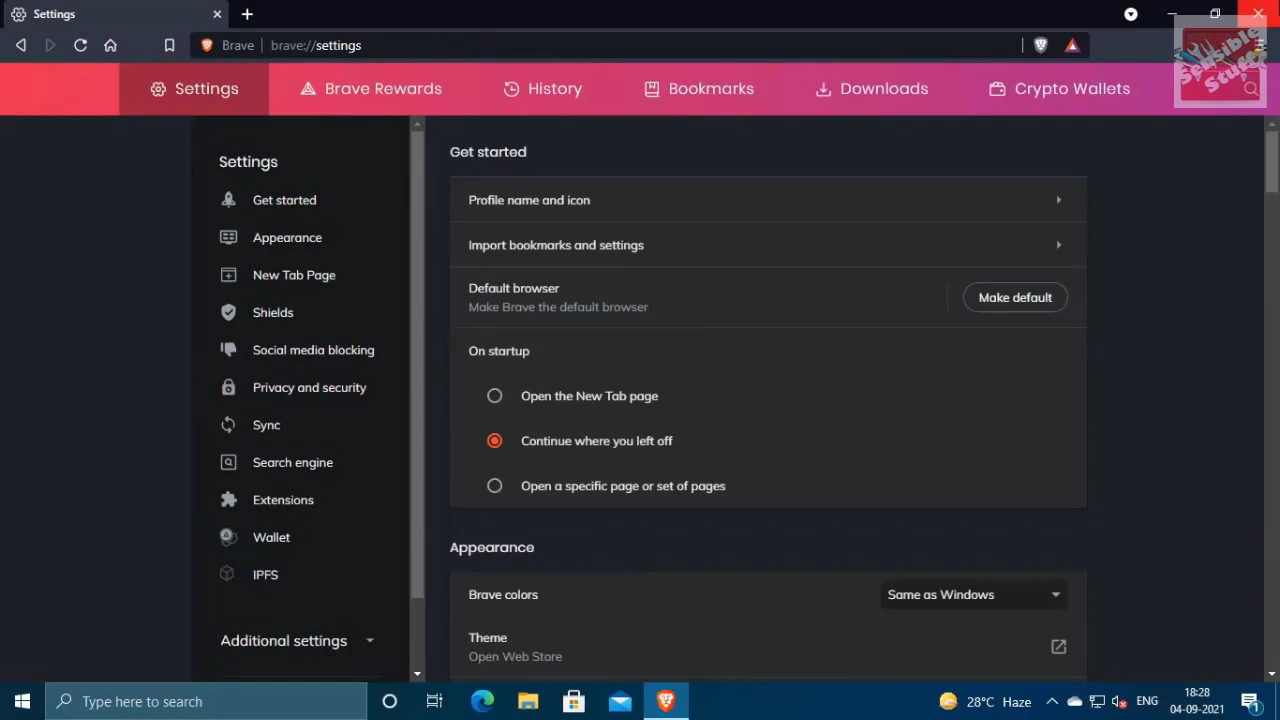 Settings
Brave
brave://settings
Sensible
Stuff
Settings
Brave Rewards
History
Bookmarks
Downloads
Crypto Wallets
Settings
Get started
Appearance
New Tab Page
Shields
Social media blocking
Privacy and security
Sync
Search engine
Extensions
Wallet
IPFS
Additional settings
Get started
Profile name and icon
Import bookmarks and settings
Default browser
Make Brave the default browser
Make default
On startup
Open the New Tab page
Continue where you left off
Open a specific page or set of pages
Appearance
Brave colors
Same as Windows
Theme
Open Web Store
Type here to search
28°C Haze
ENG
18:28
04-09-2021
1